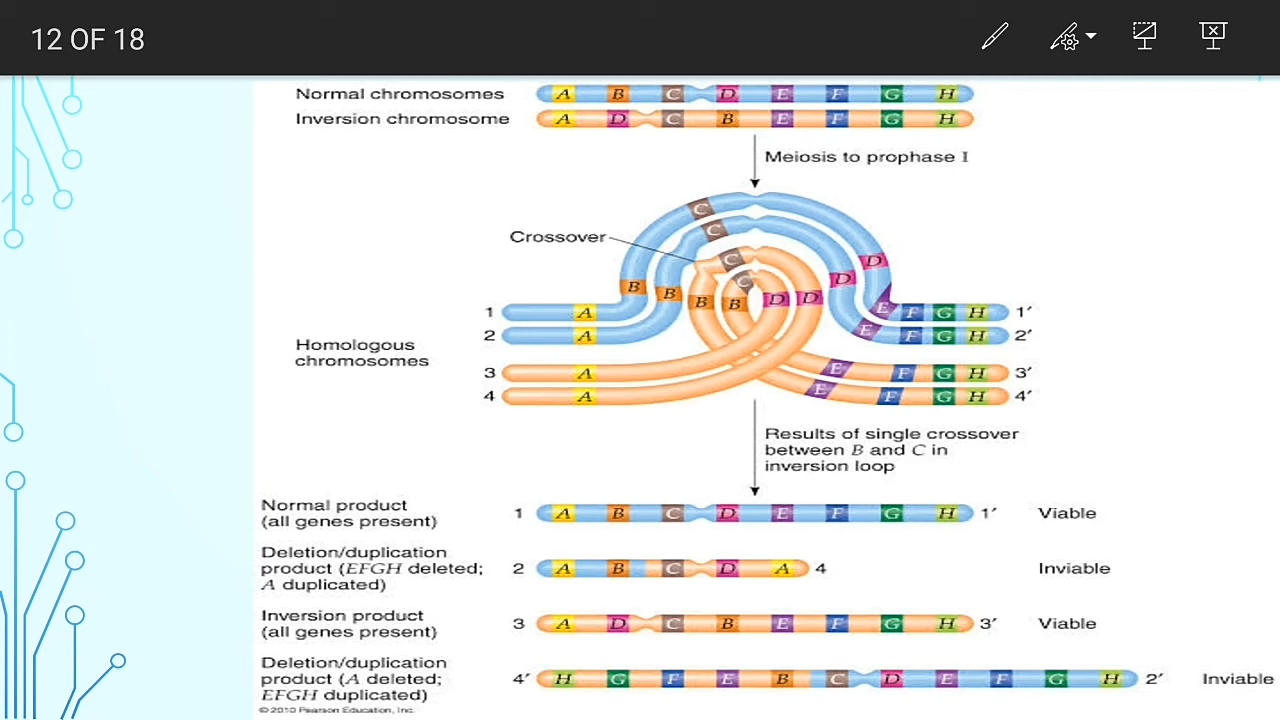 12 OF 18
Normal chromosomes A B C D E F G H
Inversion chromosome A D C B E F G H
Meiosis to prophase I
Crossover
C
C
C
C
D
D
B B B B D D
1 A E F G H 1′
2 A E F G H 2′
Homologous
chromosomes
3 A E F G H 3′
4 A E F G H 4′
Results of single crossover
between B and C in
inversion loop
Normal product
(all genes present)
1 A B C D E F G H 1′ Viable
Deletion/duplication
product (EFGH deleted;
A duplicated)
2 A B C D A 4 Inviable
Inversion product
(all genes present)
3 A D C B E F G H 3′ Viable
Deletion/duplication
product (A deleted;
EFGH duplicated)
4′ H G F E B C D E F G H 2′ Inviable
© 2010 Pearson Education, Inc.